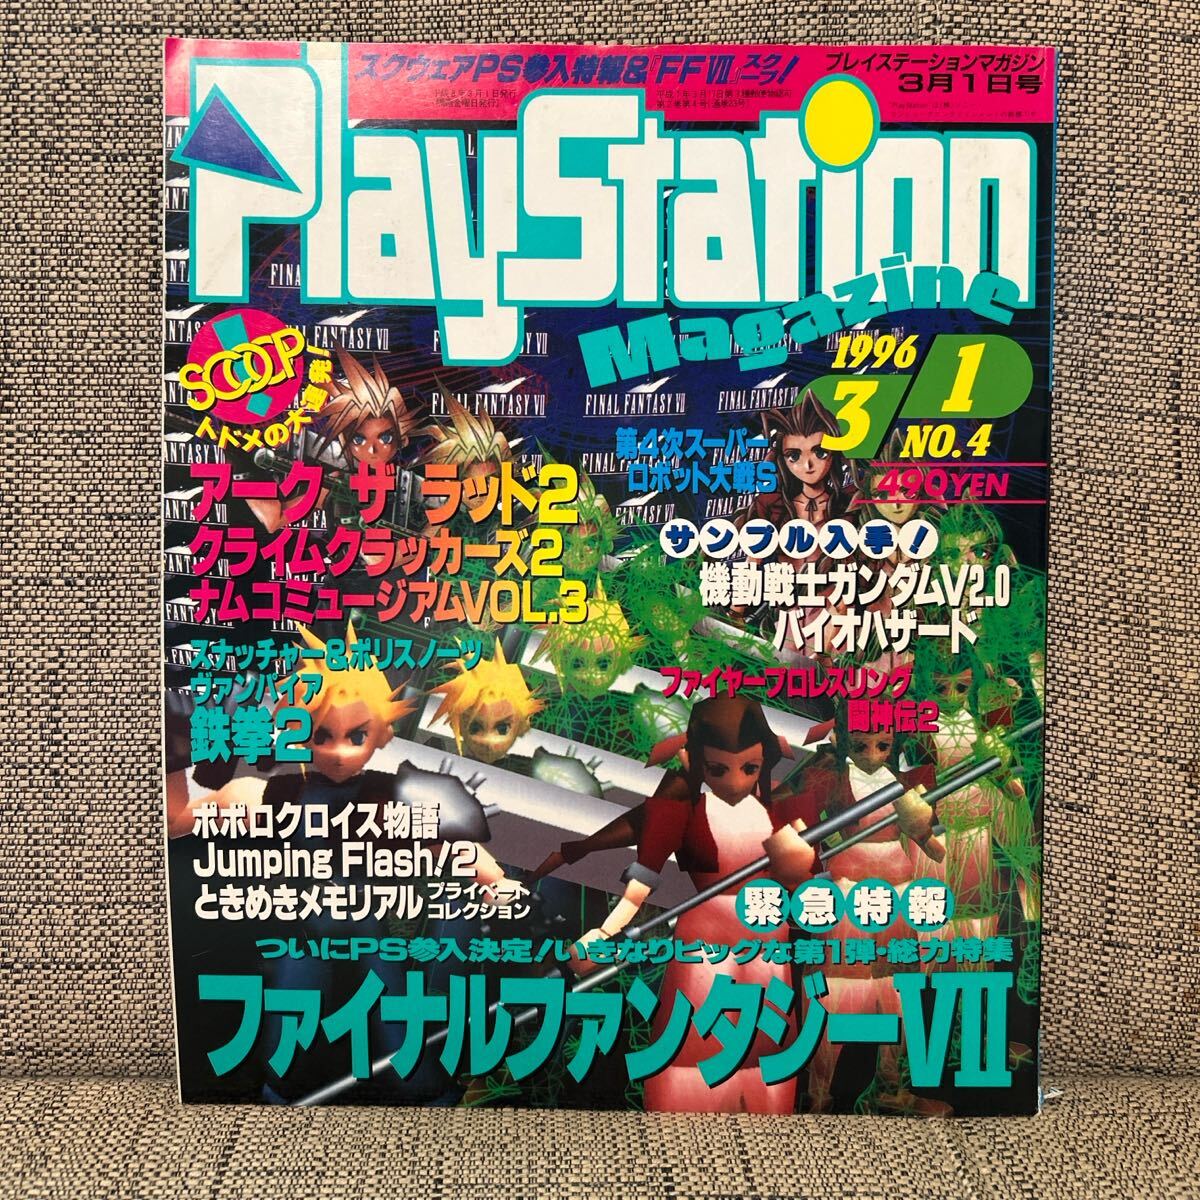 スクウェアPS参入特報&『FFⅦ』スクープ!
プレイステーションマガジン
3月1日号
平成8年3月1日発行
PlayStation
Magazine
1996
3/1
NO.4
490YEN
SCOOP!
アーク ザ ラッド2
クライムクラッカーズ2
ナムコミュージアムVOL.3
スナッチャー&ポリスノーツ
ヴァンパイア
鉄拳2
ポポロクロイス物語
Jumping Flash!2
ときめきメモリアル プライベートコレクション
第4次スーパー
ロボット大戦S
サンプル入手!
機動戦士ガンダムV2.0
バイオハザード
ファイヤープロレスリング
闘神伝2
緊急特報
ついにPS参入決定!いきなりビッグな第1弾・総力特集
ファイナルファンタジーVII
FINAL FANTASY VII